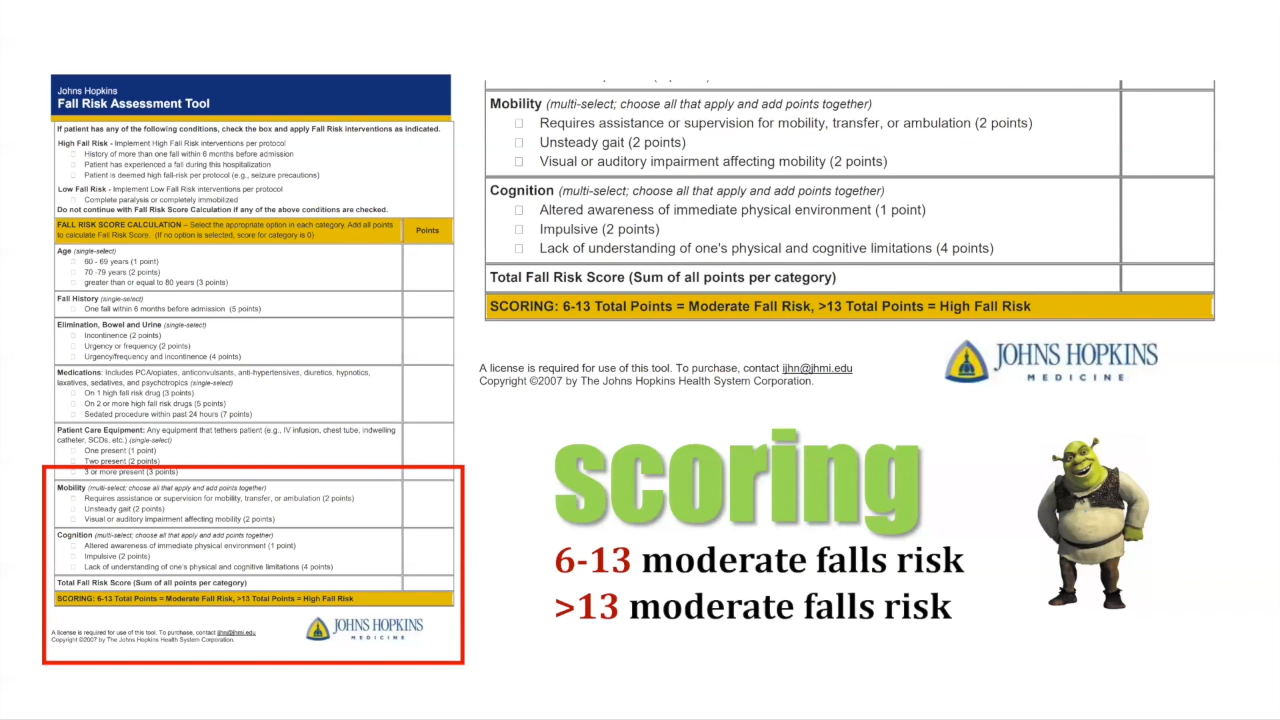 Johns Hopkins
Fall Risk Assessment Tool
If patient has any of the following conditions, check the box and apply Fall Risk interventions as indicated.
High Fall Risk - Implement High Fall Risk interventions per protocol
History of more than one fall within 6 months before admission
Patient has experienced a fall during this hospitalization
Patient is deemed high fall-risk per protocol (e.g., seizure precautions)
Low Fall Risk - Implement Low Fall Risk interventions per protocol
Complete paralysis or completely immobilized
Do not continue with Fall Risk Score Calculation if any of the above conditions are checked.
FALL RISK SCORE CALCULATION – Select the appropriate option in each category. Add all points
to calculate Fall Risk Score. (If no option is selected, score for category is 0)
Points
Age (single-select)
60 - 69 years (1 point)
70 -79 years (2 points)
greater than or equal to 80 years (3 points)
Fall History (single-select)
One fall within 6 months before admission (5 points)
Elimination, Bowel and Urine (single-select)
Incontinence (2 points)
Urgency or frequency (2 points)
Urgency/frequency and incontinence (4 points)
Medications: Includes PCA/opiates, anticonvulsants, anti-hypertensives, diuretics, hypnotics,
laxatives, sedatives, and psychotropics (single-select)
On 1 high fall risk drug (3 points)
On 2 or more high fall risk drugs (5 points)
Sedated procedure within past 24 hours (7 points)
Patient Care Equipment: Any equipment that tethers patient (e.g., IV infusion, chest tube, indwelling
catheter, SCDs, etc.) (single-select)
One present (1 point)
Two present (2 points)
3 or more present (3 points)
Mobility (multi-select; choose all that apply and add points together)
Requires assistance or supervision for mobility, transfer, or ambulation (2 points)
Unsteady gait (2 points)
Visual or auditory impairment affecting mobility (2 points)
Cognition (multi-select; choose all that apply and add points together)
Altered awareness of immediate physical environment (1 point)
Impulsive (2 points)
Lack of understanding of one's physical and cognitive limitations (4 points)
Total Fall Risk Score (Sum of all points per category)
SCORING: 6-13 Total Points = Moderate Fall Risk, >13 Total Points = High Fall Risk
A license is required for use of this tool. To purchase, contact ijhn@jhmi.edu
Copyright ©2007 by The Johns Hopkins Health System Corporation.
JOHNS HOPKINS
MEDICINE
Mobility (multi-select; choose all that apply and add points together)
Requires assistance or supervision for mobility, transfer, or ambulation (2 points)
Unsteady gait (2 points)
Visual or auditory impairment affecting mobility (2 points)
Cognition (multi-select; choose all that apply and add points together)
Altered awareness of immediate physical environment (1 point)
Impulsive (2 points)
Lack of understanding of one's physical and cognitive limitations (4 points)
Total Fall Risk Score (Sum of all points per category)
SCORING: 6-13 Total Points = Moderate Fall Risk, >13 Total Points = High Fall Risk
A license is required for use of this tool. To purchase, contact ijhn@jhmi.edu
Copyright ©2007 by The Johns Hopkins Health System Corporation.
JOHNS HOPKINS
MEDICINE
scoring
6-13 moderate falls risk
>13 moderate falls risk